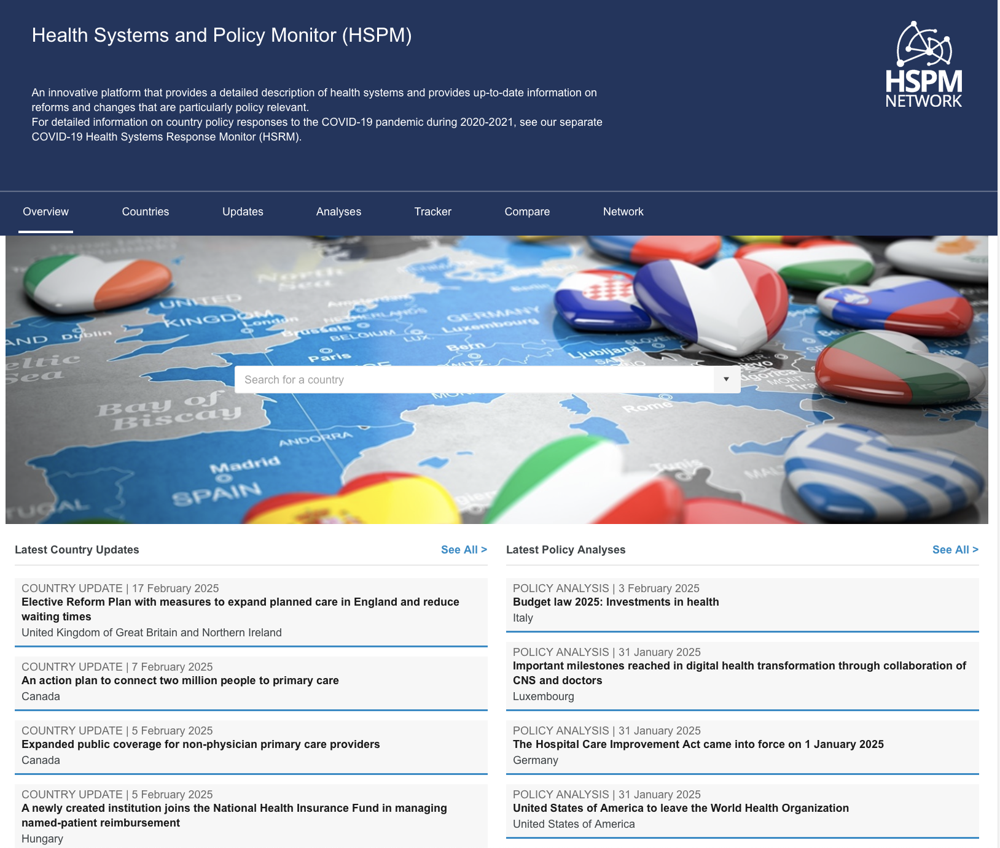 Health Systems and Policy Monitor (HSPM)
HSPM
NETWORK
An innovative platform that provides a detailed description of health systems and provides up-to-date information on
reforms and changes that are particularly policy relevant.
For detailed information on country policy responses to the COVID-19 pandemic during 2020-2021, see our separate
COVID-19 Health Systems Response Monitor (HSRM).
Overview
Countries
Updates
Analyses
Tracker
Compare
Network
North
Sea
UNITED
KINGDOM
London
Dublin
Amsterdam
NETHERLANDS
Berlin
GERMANY
Luxembourg
Brussels
BELGIUM
LUX.
Paris
Bern
Ljubljana
Bay of
Biscay
Rome
MONT.
ANDORRA
Madrid
SPAIN
Tunis
Search for a country
Latest Country Updates
See All >
COUNTRY UPDATE | 17 February 2025
Elective Reform Plan with measures to expand planned care in England and reduce
waiting times
United Kingdom of Great Britain and Northern Ireland
COUNTRY UPDATE | 7 February 2025
An action plan to connect two million people to primary care
Canada
COUNTRY UPDATE | 5 February 2025
Expanded public coverage for non-physician primary care providers
Canada
COUNTRY UPDATE | 5 February 2025
A newly created institution joins the National Health Insurance Fund in managing
named-patient reimbursement
Hungary
Latest Policy Analyses
See All >
POLICY ANALYSIS | 3 February 2025
Budget law 2025: Investments in health
Italy
POLICY ANALYSIS | 31 January 2025
Important milestones reached in digital health transformation through collaboration of
CNS and doctors
Luxembourg
POLICY ANALYSIS | 31 January 2025
The Hospital Care Improvement Act came into force on 1 January 2025
Germany
POLICY ANALYSIS | 31 January 2025
United States of America to leave the World Health Organization
United States of America